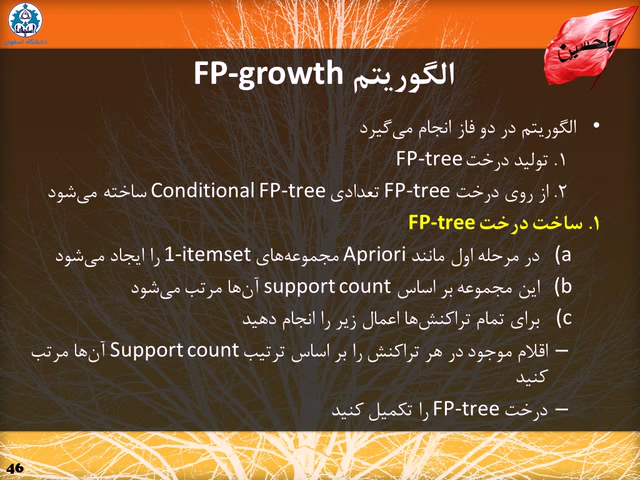 دانشگاه اصفهان
یا حسین
الگوریتم FP-growth
• الگوریتم در دو فاز انجام می‌گیرد
۱. تولید درخت FP-tree
۲. از روی درخت FP-tree تعدادی Conditional FP-tree ساخته می‌شود
۱. ساخت درخت FP-tree
a) در مرحله اول مانند Apriori مجموعه‌های 1-itemset را ایجاد می‌شود
b) این مجموعه بر اساس support count آن‌ها مرتب می‌شود
c) برای تمام تراکنش‌ها اعمال زیر را انجام دهید
– اقلام موجود در هر تراکنش را بر اساس ترتیب Support count آن‌ها مرتب
کنید
– درخت FP-tree را تکمیل کنید
46